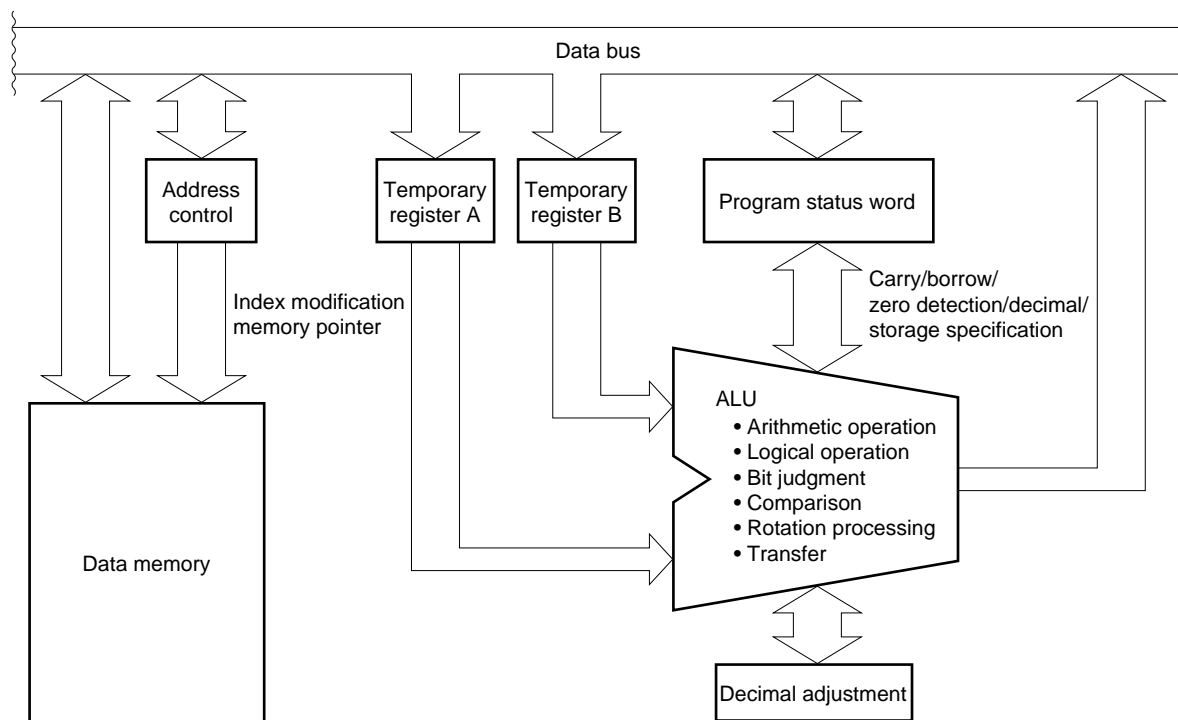 Data bus
Address
control
Temporary
register A
Temporary
register B
Program status word
Index modification
memory pointer
Carry/borrow/
zero detection/decimal/
storage specification
ALU
• Arithmetic operation
• Logical operation
• Bit judgment
• Comparison
• Rotation processing
• Transfer
Data memory
Decimal adjustment